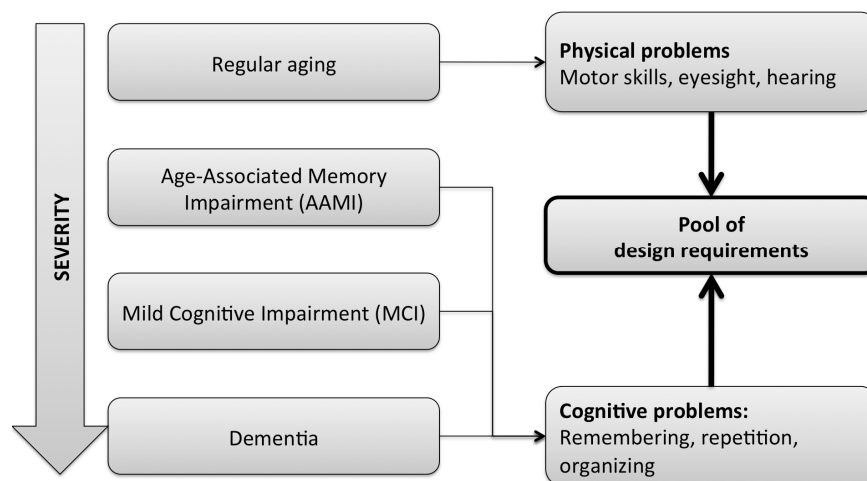 SEVERITY
Regular aging
Age-Associated Memory
Impairment (AAMI)
Mild Cognitive Impairment (MCI)
Dementia
Physical problems
Motor skills, eyesight, hearing
Pool of
design requirements
Cognitive problems:
Remembering, repetition,
organizing